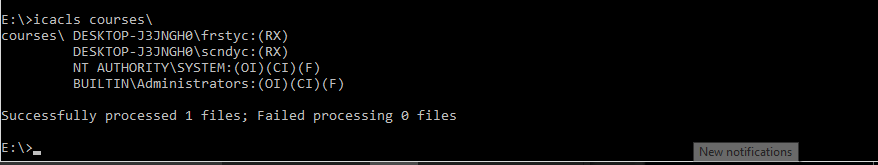 E:\>icacls courses\
courses\ DESKTOP-J3JNGH0\frstyc:(RX)
DESKTOP-J3JNGH0\scndyc:(RX)
NT AUTHORITY\SYSTEM:(OI)(CI)(F)
BUILTIN\Administrators:(OI)(CI)(F)
Successfully processed 1 files; Failed processing 0 files
E:\>_
New notifications